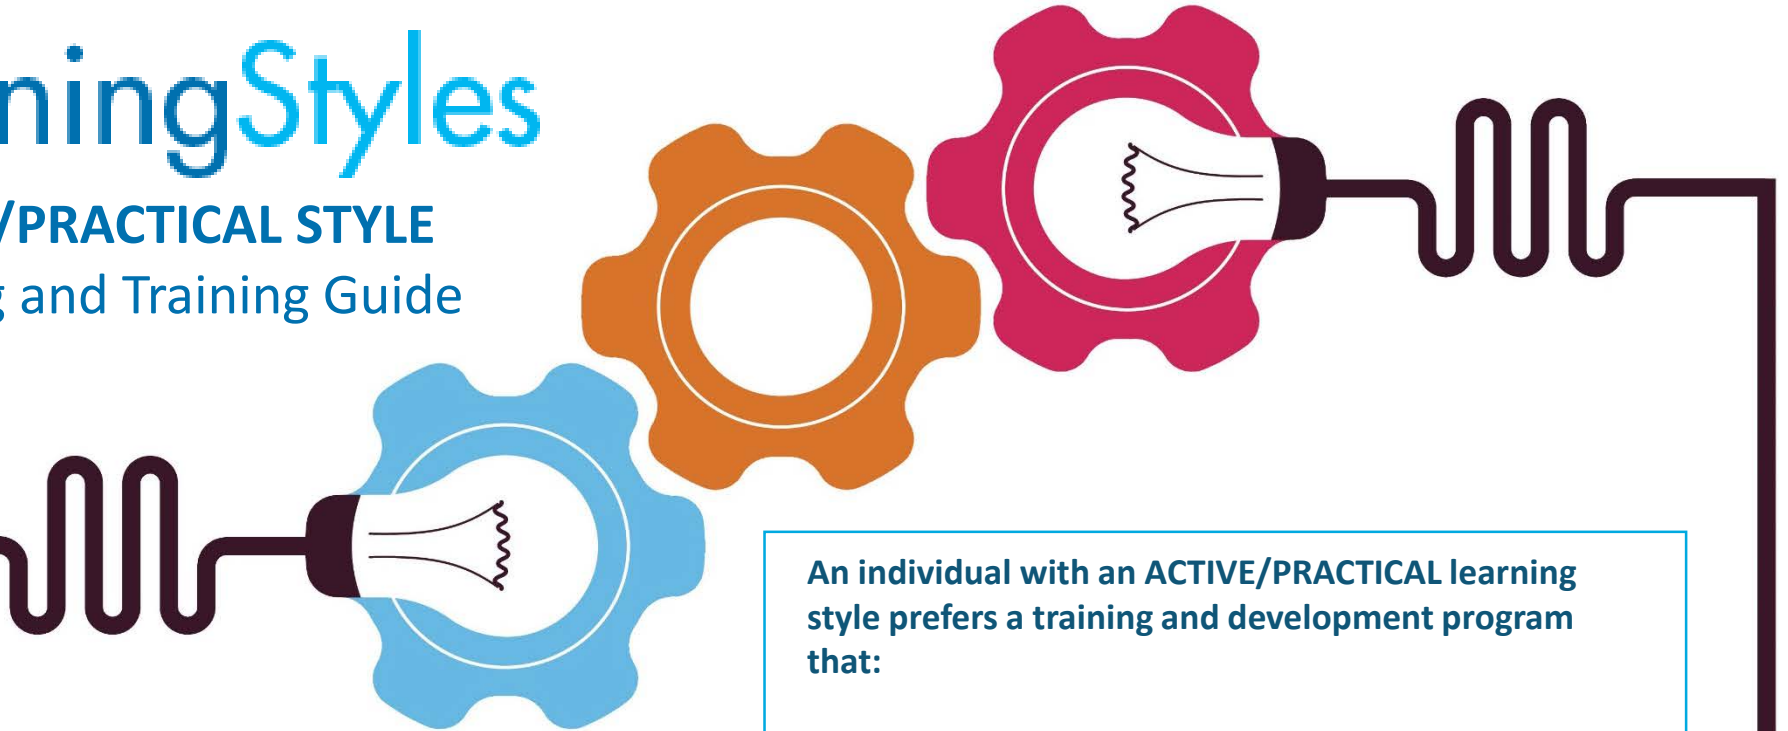 ningStyles
/PRACTICAL STYLE
g and Training Guide
An individual with an ACTIVE/PRACTICAL learning
style prefers a training and development program
that: